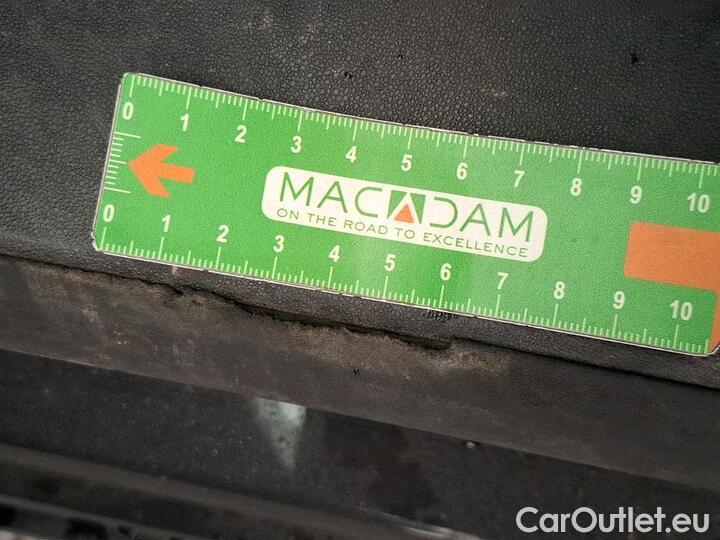 0 1 2 3 4 5 6 7 8 9 10
MACADAM
ON THE ROAD TO EXCELLENCE
0 1 2 3 4 5 6 7 8 9 10
CarOutlet.eu